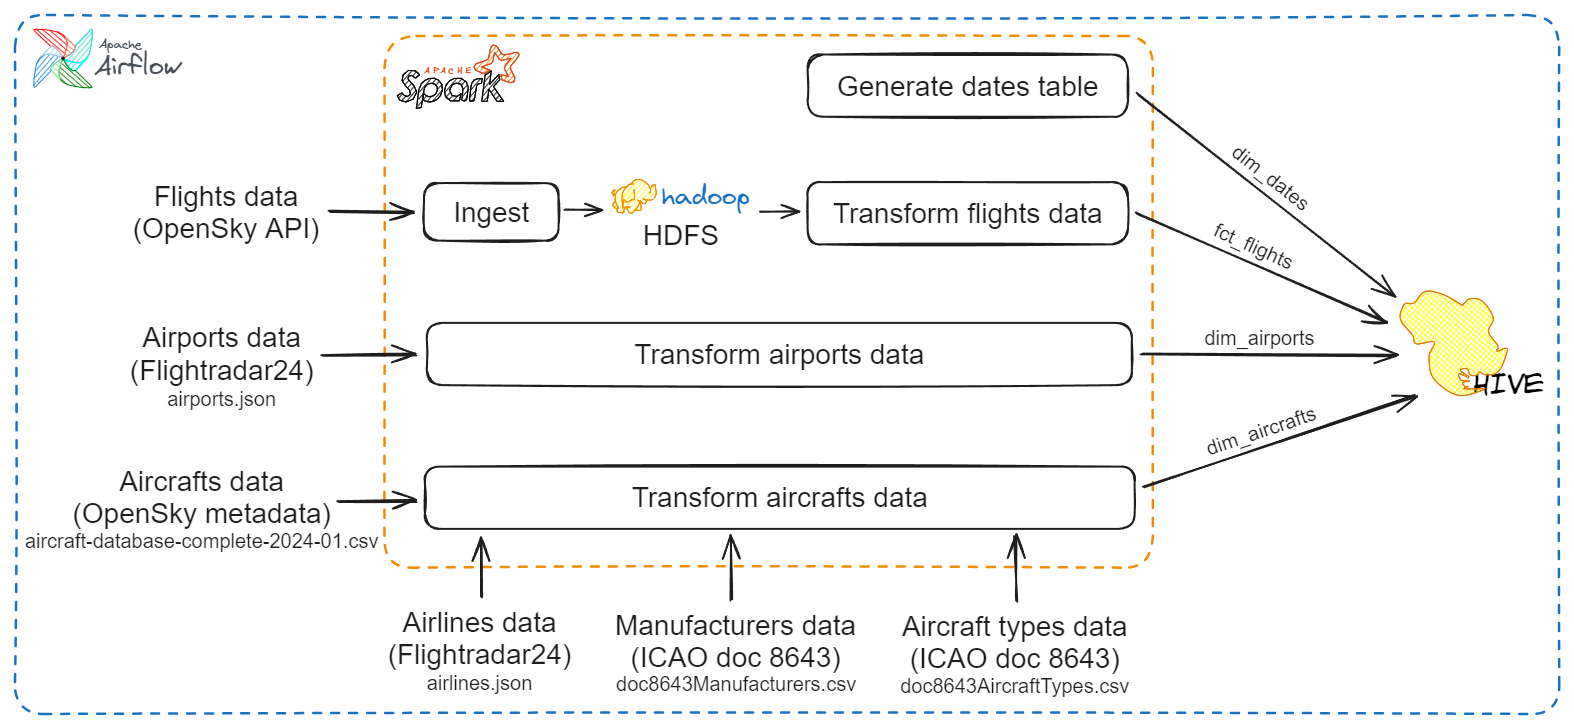 Apache
Airflow
APACHE
Spark
Generate dates table
dim_dates
Flights data
(OpenSky API)
Ingest
hadoop
HDFS
Transform flights data
fct_flights
Airports data
(Flightradar24)
airports.json
Transform airports data
dim_airports
HIVE
Aircrafts data
(OpenSky metadata)
aircraft-database-complete-2024-01.csv
Transform aircrafts data
dim_aircrafts
Airlines data
(Flightradar24)
airlines.json
Manufacturers data
(ICAO doc 8643)
doc8643Manufacturers.csv
Aircraft types data
(ICAO doc 8643)
doc8643AircraftTypes.csv